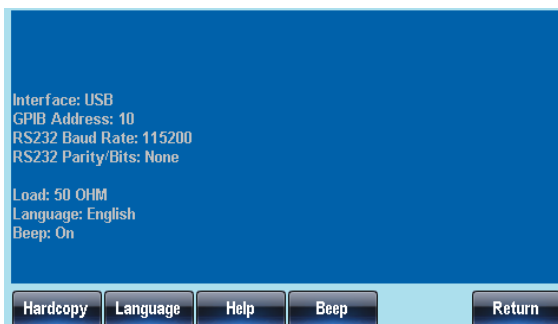 Interface: USB
GPIB Address: 10
RS232 Baud Rate: 115200
RS232 Parity/Bits: None
Load: 50 OHM
Language: English
Beep: On
Hardcopy Language Help Beep Return